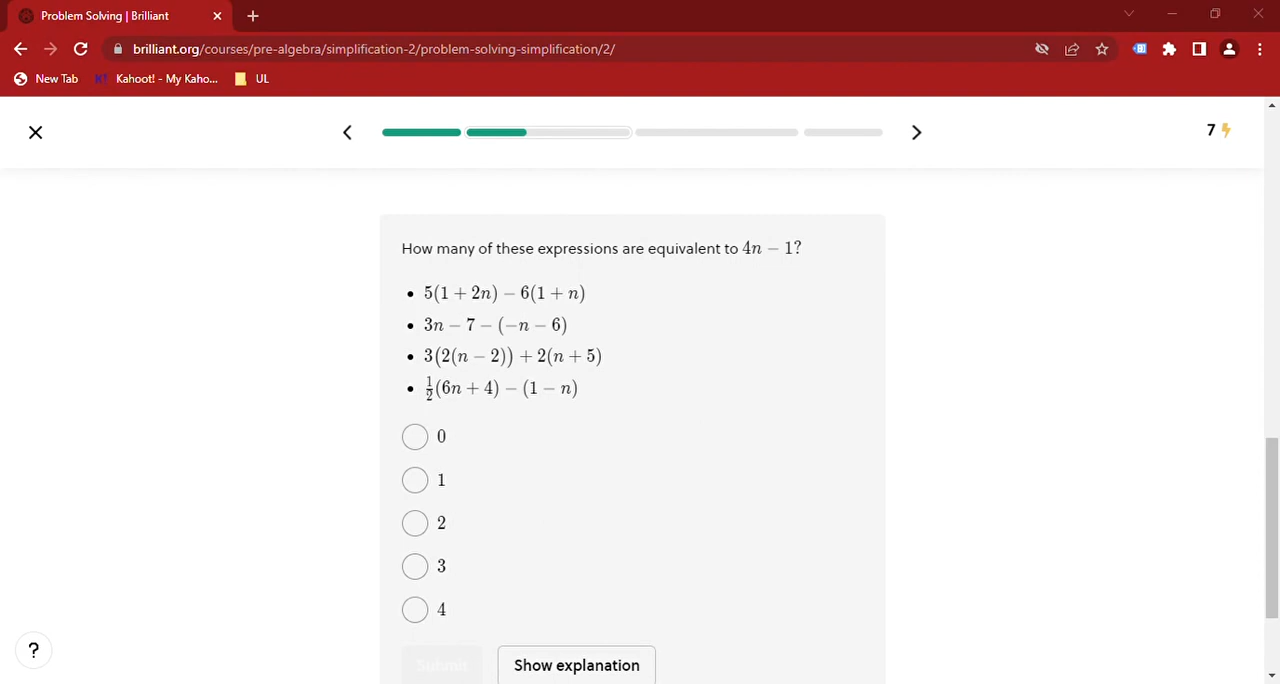 Problem Solving | Brilliant
brilliant.org/courses/pre-algebra/simplification-2/problem-solving-simplification/2/
New Tab Kahoot! - My Kaho... UL
7
How many of these expressions are equivalent to 4n − 1?
• 5(1 + 2n) − 6(1 + n)
• 3n − 7 − (−n − 6)
• 3(2(n − 2)) + 2(n + 5)
• 1/2(6n + 4) − (1 − n)
0
1
2
3
4
Submit Show explanation
?